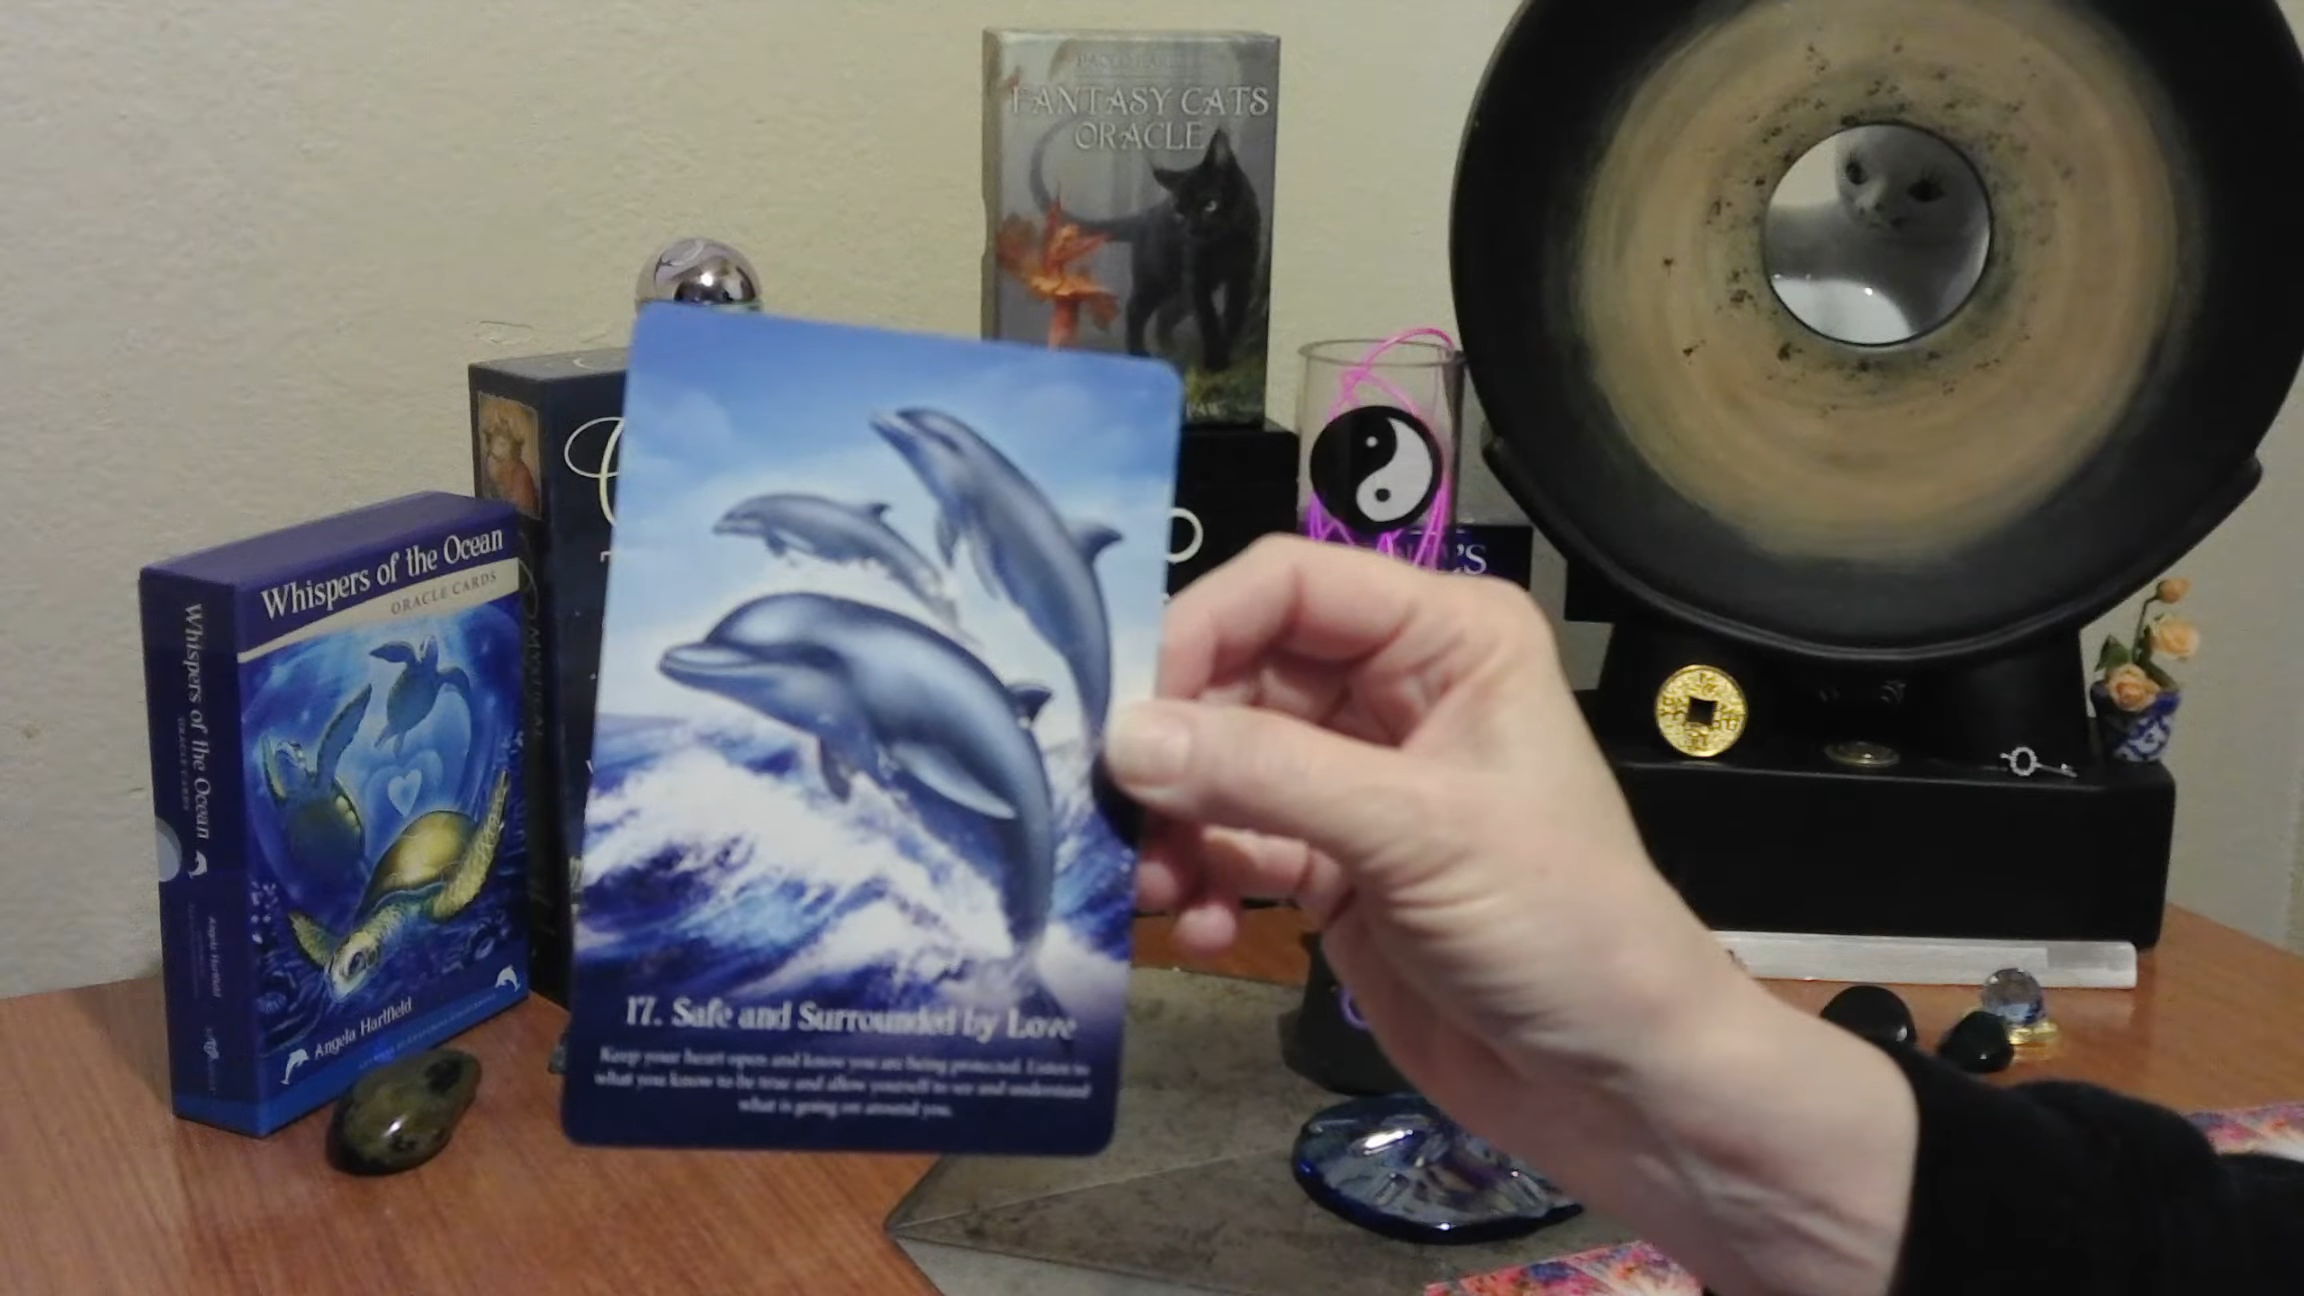 FANTASY CATS
ORACLE
Whispers of the Ocean
ORACLE CARDS
Whispers of the Ocean
ORACLE CARDS
Angela Hartfield
Angela Hartfield
17. Safe and Surrounded by Love
Keep your heart open and know you are being protected. Listen to
what you know to be true and allow yourself to see and understand
what is going on around you.